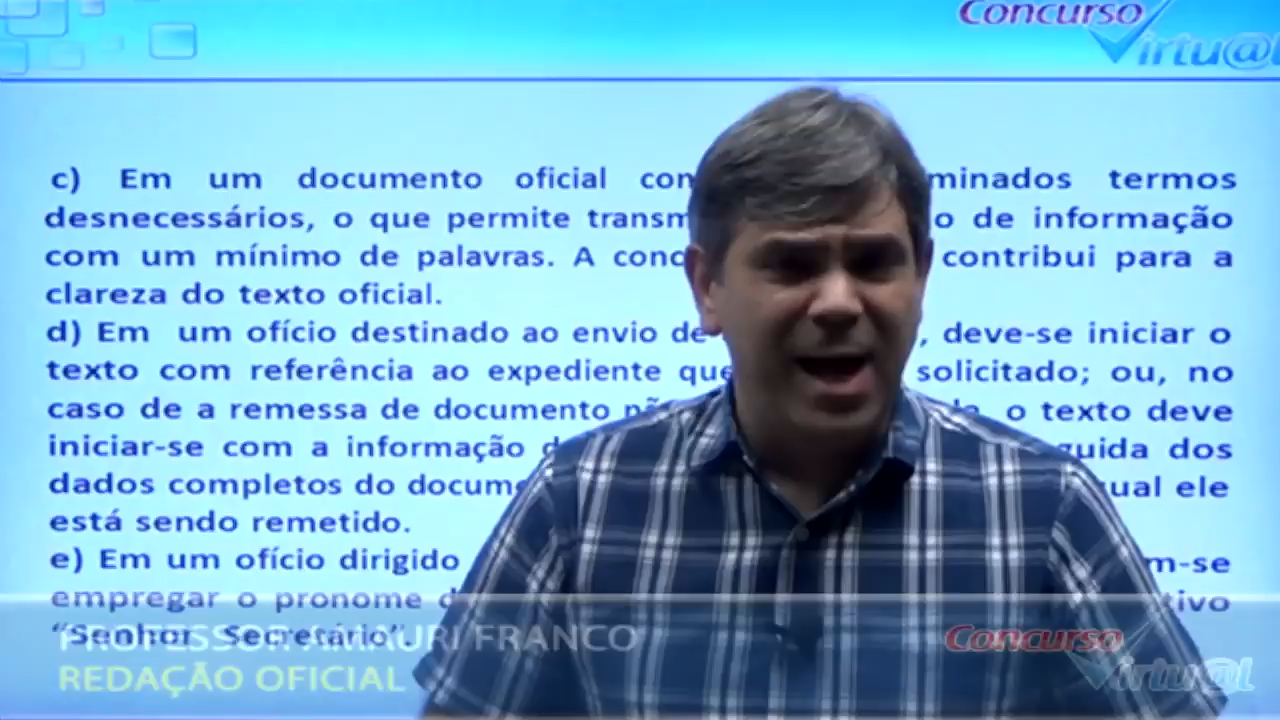 Concurso
Virtu@l
c) Em um documento oficial minados termos
desnecessários, o que permite de informação
com um mínimo de palavras. A contribui para a
clareza do texto oficial.
d) Em um ofício destinado ao envio de , deve-se iniciar o
texto com referência ao expediente que solicitado; ou, no
caso de a remessa de documento o texto deve
iniciar-se com a informação guida dos
dados completos do ual ele
está sendo remetido.
e) Em um ofício dirigido m-se
empregar o pronome tivo
“Senhor Secretário”.
PROFESSOR AMAURI FRANCO
REDAÇÃO OFICIAL
Concurso
Virtu@l